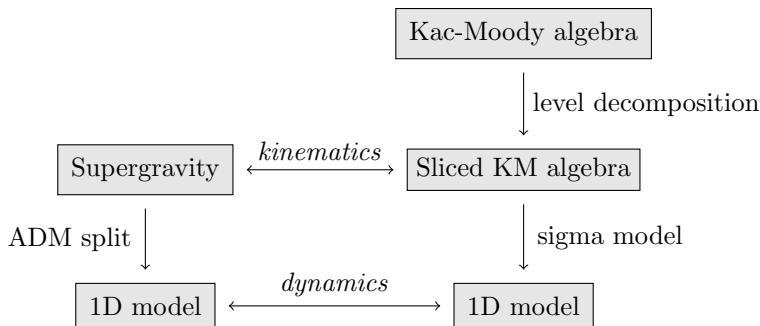 Kac-Moody algebra
level decomposition
kinematics
Supergravity
Sliced KM algebra
ADM split
sigma model
dynamics
1D model
1D model